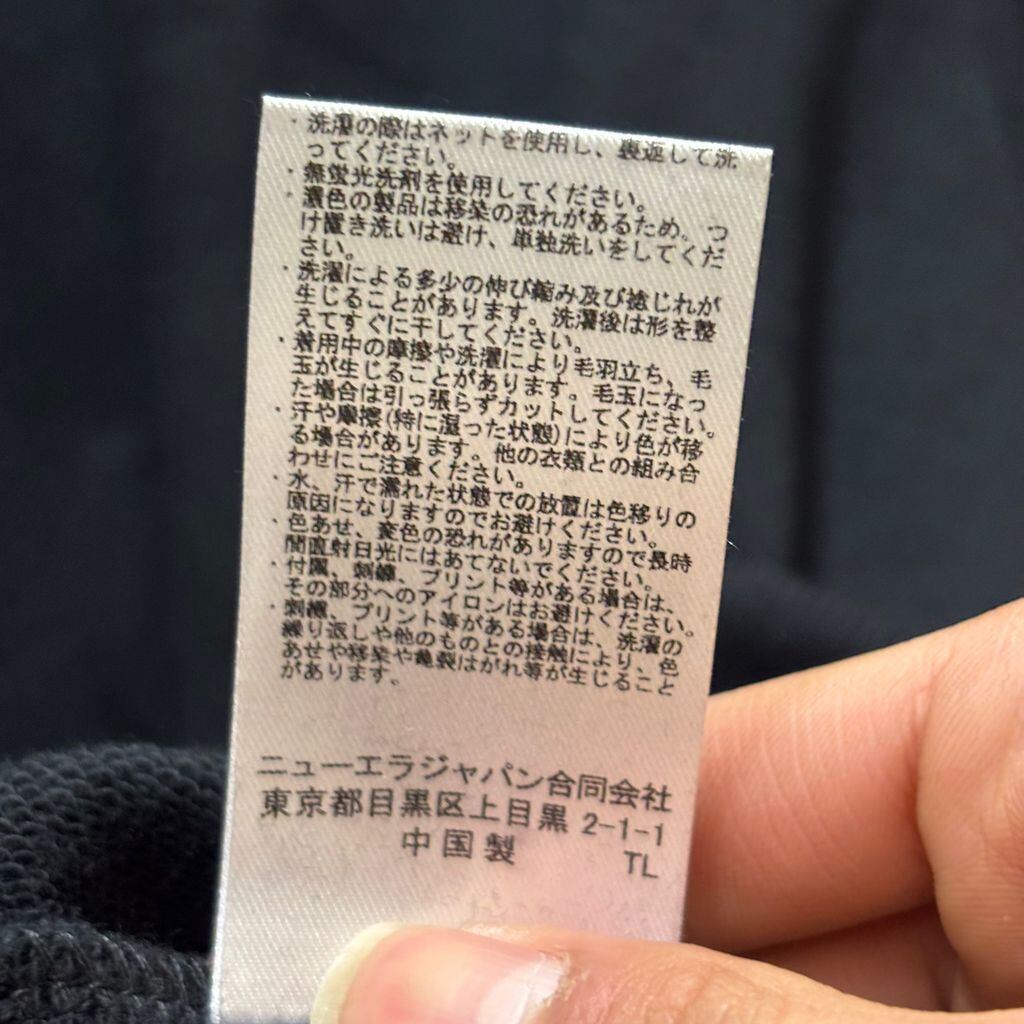 ・洗濯の際はネットを使用し、裏返して洗
ってください。
・無蛍光洗剤を使用してください。
・濃色の製品は移染の恐れがあるため、つ
け置き洗いは避け、単独洗いをしてくだ
さい。
・洗濯による多少の伸び縮み及び捻じれが
生じることがあります。洗濯後は形を整
えてすぐに干してください。
・着用中の摩擦や洗濯により毛羽立ち、毛
玉が生じることがあります。毛玉になっ
た場合は引っ張らずカットしてください。
・汗や摩擦(特に湿った状態)により色が移
る場合があります。他の衣類との組み合
わせにご注意ください。
・水、汗で濡れた状態での放置は色移りの
原因になりますのでお避けください。
・色あせ、変色の恐れがありますので長時
間直射日光にはあてないでください。
・付属、刺繍、プリント等がある場合は、
その部分へのアイロンはお避けください。
・刺繍、プリント等がある場合は、洗濯の
繰り返しや他のものとの接触により、色
あせや移染や亀裂はがれ等が生じること
があります。
ニューエラジャパン合同会社
東京都目黒区上目黒 2-1-1
中国製 TL